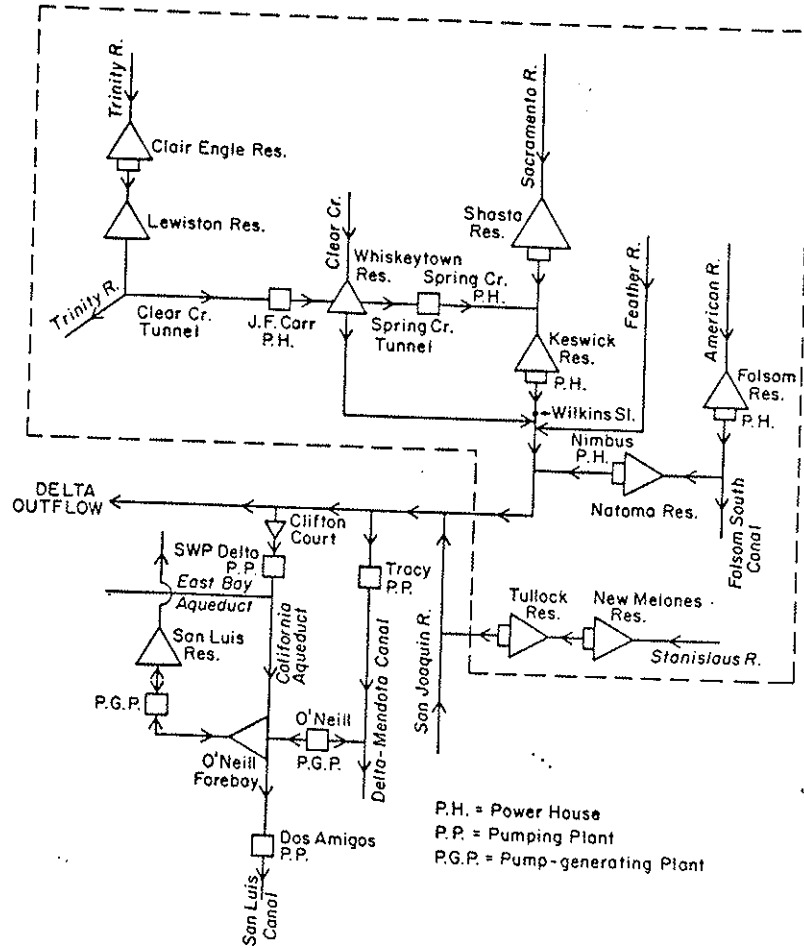 Trinity R.
Clair Engle Res.
Lewiston Res.
Trinity R.
Clear Cr.
Tunnel
J.F. Carr
P.H.
Clear Cr.
Whiskeytown
Res.
Spring Cr.
P.H.
Spring Cr.
Tunnel
Sacramento R.
Shasta
Res.
Keswick
Res.
P.H.
Wilkins Sl.
Feather R.
American R.
Folsom
Res.
P.H.
Nimbus
P.H.
Natoma Res.
Folsom South
Canal
DELTA
OUTFLOW
Clifton
Court
SWP Delta
P.P.
East Bay
Aqueduct
San Luis
Res.
P.G.P.
California
Aqueduct
Tracy
P.P.
O'Neill
P.G.P.
O'Neill
Forebay
Delta-Mendota Canal
San Joaquin R.
Tullock
Res.
New Melones
Res.
Stanislaus R.
Dos Amigos
P.P.
San Luis
Canal
P.H. = Power House
P.P. = Pumping Plant
P.G.P. = Pump-generating Plant